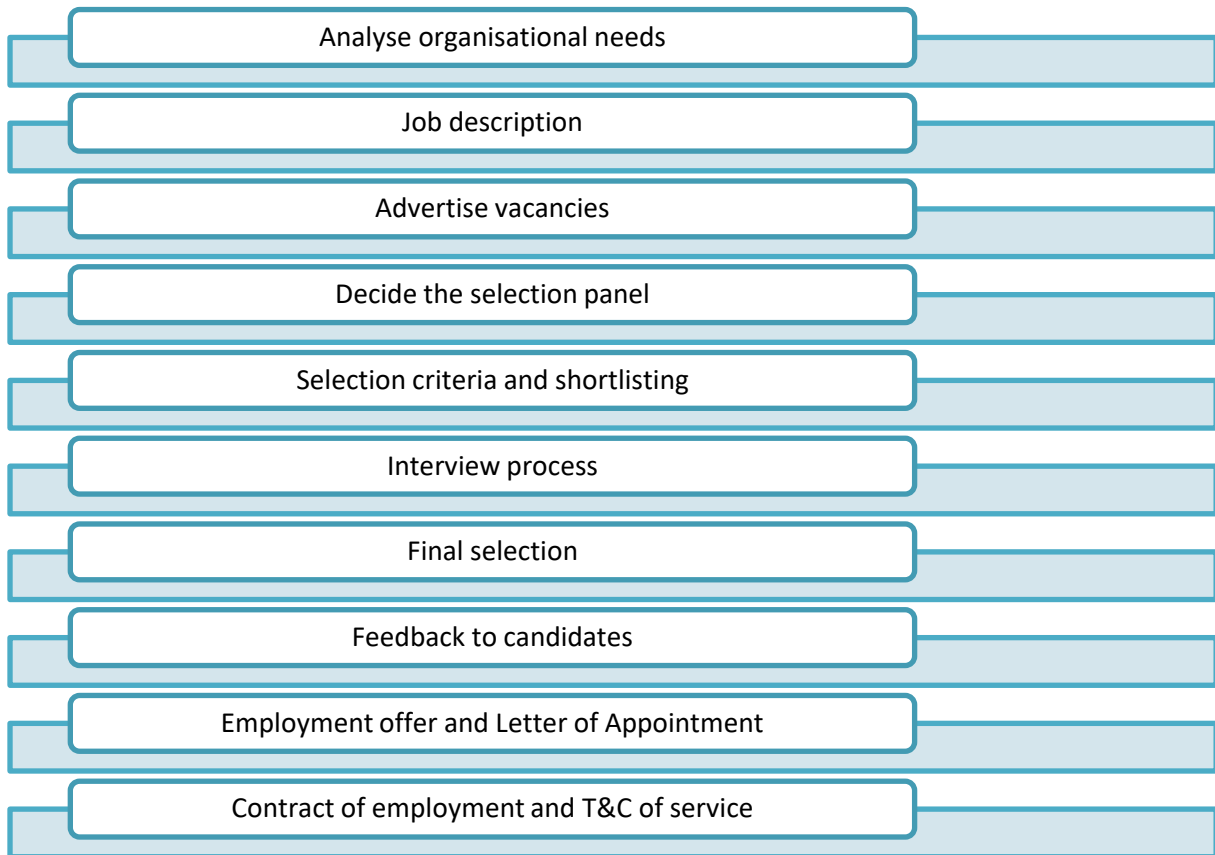 Analyse organisational needs
Job description
Advertise vacancies
Decide the selection panel
Selection criteria and shortlisting
Interview process
Final selection
Feedback to candidates
Employment offer and Letter of Appointment
Contract of employment and T&C of service